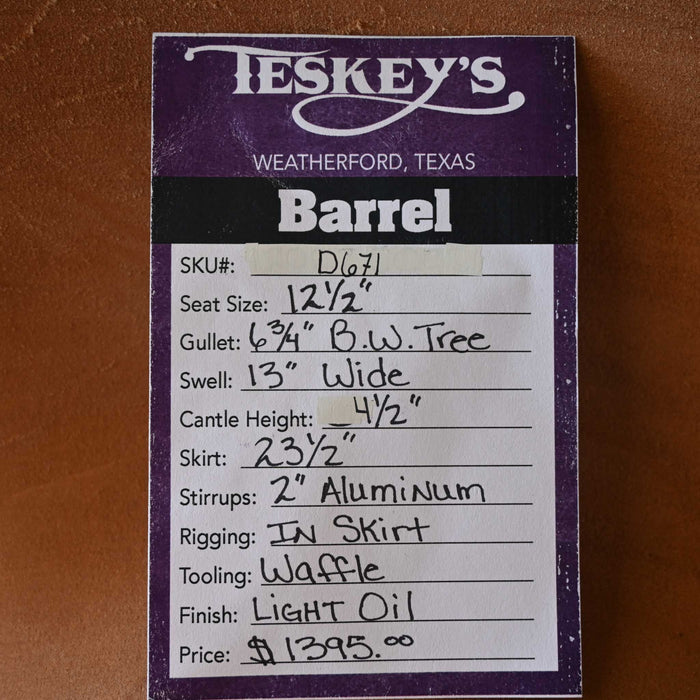 TESKEY'S
WEATHERFORD, TEXAS
Barrel
SKU#: D671
Seat Size: 12½"
Gullet: 6¾" B.W. Tree
Swell: 13" Wide
Cantle Height: 4½"
Skirt: 23½"
Stirrups: 2" Aluminum
Rigging: In Skirt
Tooling: Waffle
Finish: Light Oil
Price: $1395.00